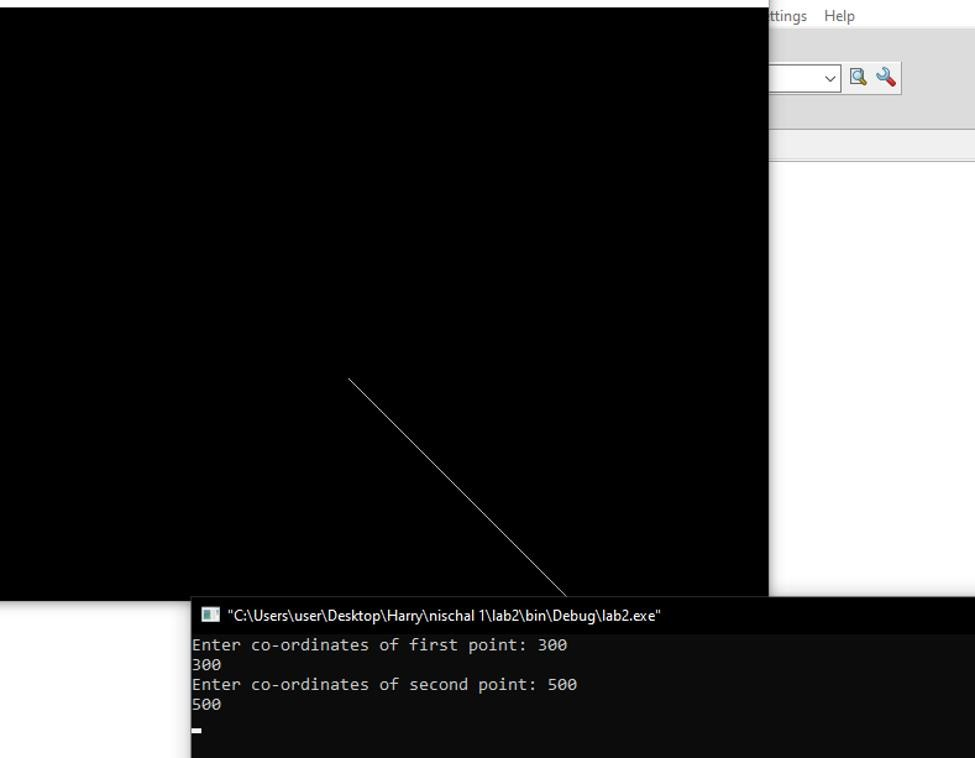 ttings Help
"C:\Users\user\Desktop\Harry\nischal 1\lab2\bin\Debug\lab2.exe"
Enter co-ordinates of first point: 300
300
Enter co-ordinates of second point: 500
500